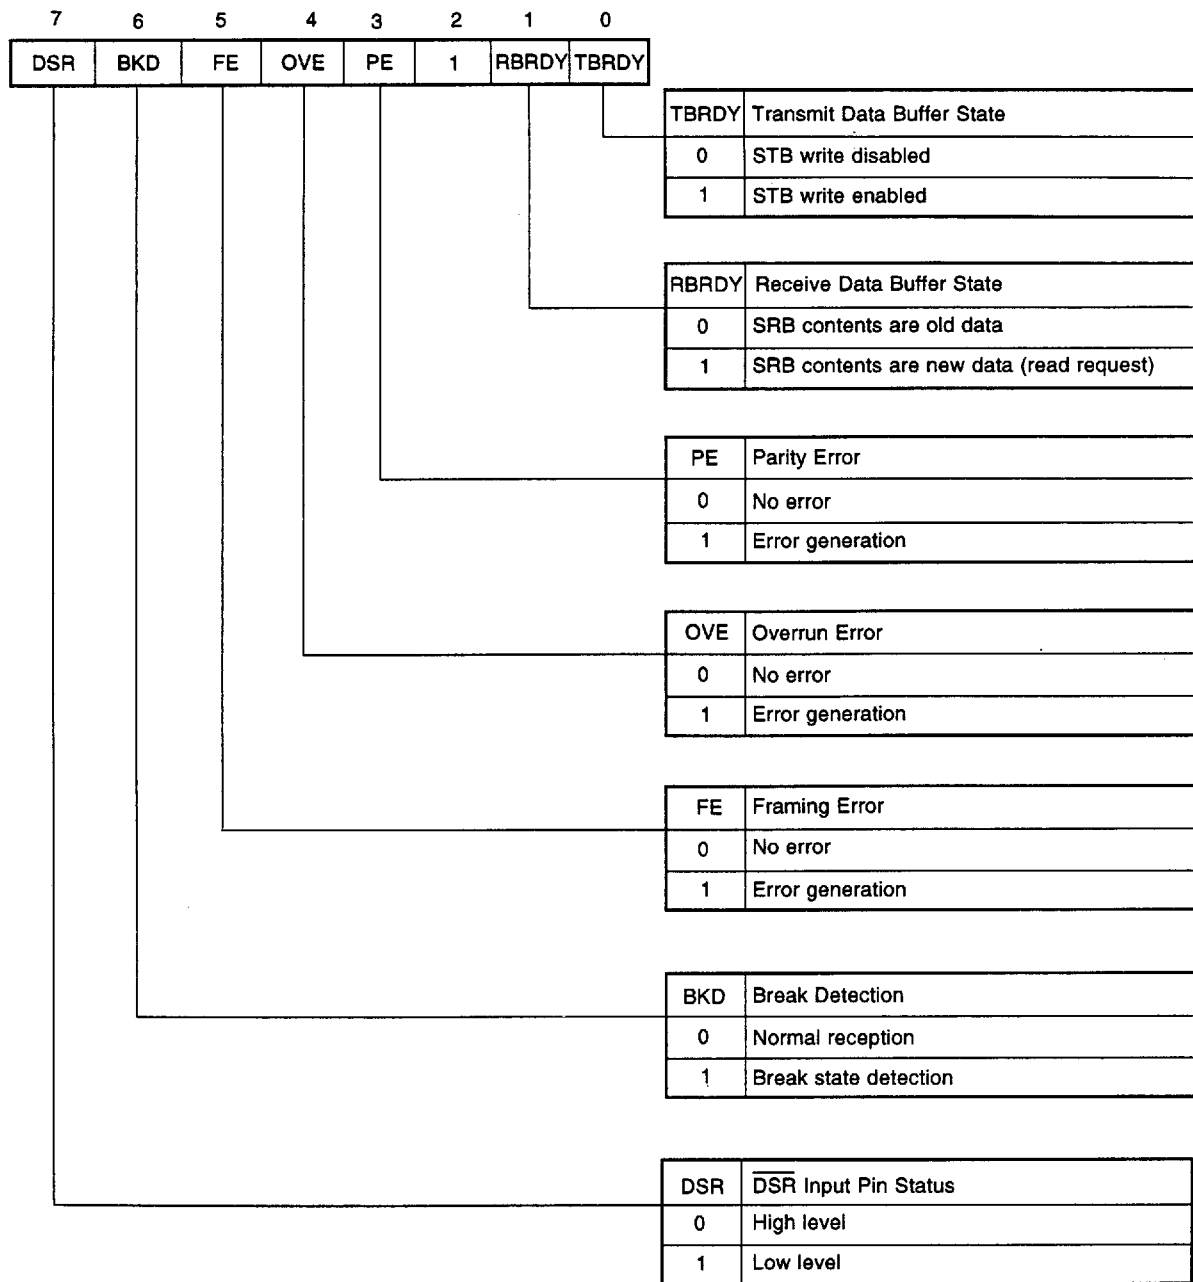 7 6 5 4 3 2 1 0
DSR BKD FE OVE PE 1 RBRDY TBRDY
TBRDY Transmit Data Buffer State
0 STB write disabled
1 STB write enabled
RBRDY Receive Data Buffer State
0 SRB contents are old data
1 SRB contents are new data (read request)
PE Parity Error
0 No error
1 Error generation
OVE Overrun Error
0 No error
1 Error generation
FE Framing Error
0 No error
1 Error generation
BKD Break Detection
0 Normal reception
1 Break state detection
DSR D̅S̅R̅ Input Pin Status
0 High level
1 Low level